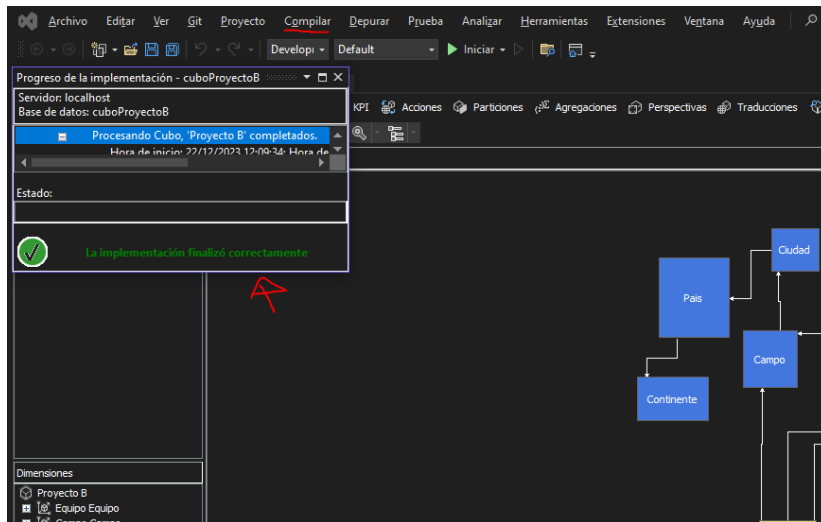 Archivo Editar Ver Git Proyecto Compilar Depurar Prueba Analizar Herramientas Extensiones Ventana Ayuda
Develop Default Iniciar
Progreso de la implementación - cuboProyectoB
Servidor: localhost
Base de datos: cuboProyectoB
KPI Acciones Particiones Agregaciones Perspectivas Traducciones
Procesando Cubo, 'Proyecto B' completados.
Hora de inicio: 22/12/2023 12:09:34; Hora de
Estado:
La implementación finalizó correctamente
Ciudad
Pais
Campo
Continente
Dimensiones
Proyecto B
Equipo Equipo
Campo Campo